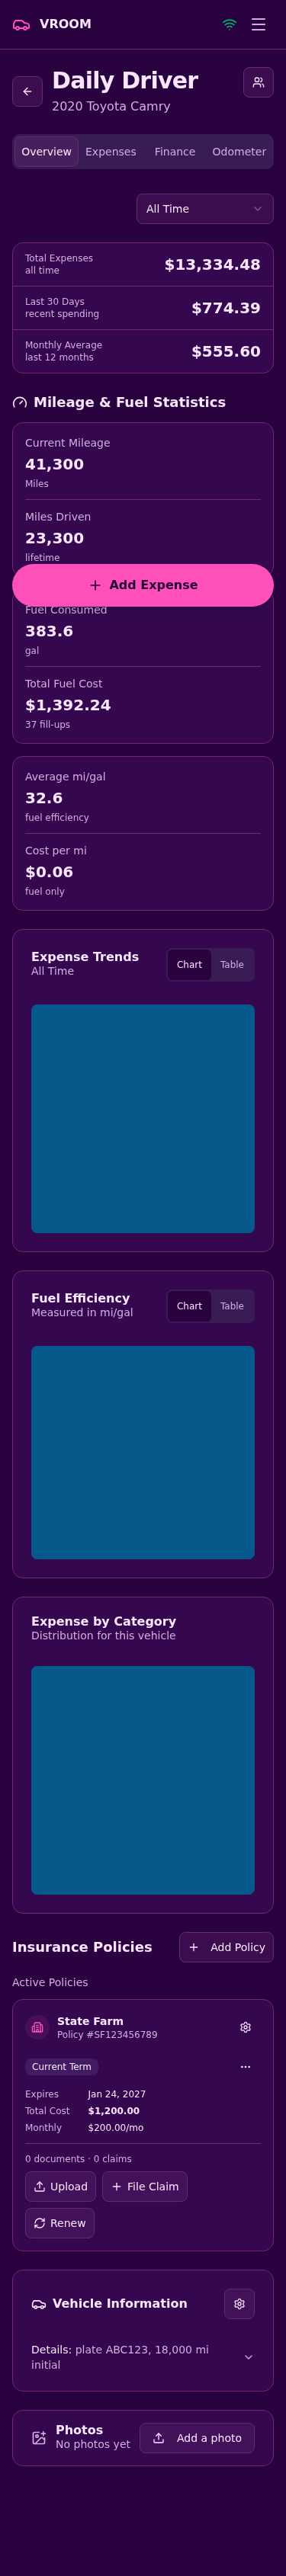 VROOM
Daily Driver
2020 Toyota Camry
Overview Expenses Finance Odometer
All Time
Total Expenses
all time
$13,334.48
Last 30 Days
recent spending
$774.39
Monthly Average
last 12 months
$555.60
Mileage & Fuel Statistics
Current Mileage
41,300
Miles
Miles Driven
23,300
lifetime
Add Expense
Fuel Consumed
383.6
gal
Total Fuel Cost
$1,392.24
37 fill-ups
Average mi/gal
32.6
fuel efficiency
Cost per mi
$0.06
fuel only
Expense Trends
All Time
Chart Table
Fuel Efficiency
Measured in mi/gal
Chart Table
Expense by Category
Distribution for this vehicle
Insurance Policies
Add Policy
Active Policies
State Farm
Policy #SF123456789
Current Term
Expires Jan 24, 2027
Total Cost $1,200.00
Monthly $200.00/mo
0 documents · 0 claims
Upload File Claim
Renew
Vehicle Information
Details: plate ABC123, 18,000 mi
initial
Photos
No photos yet
Add a photo